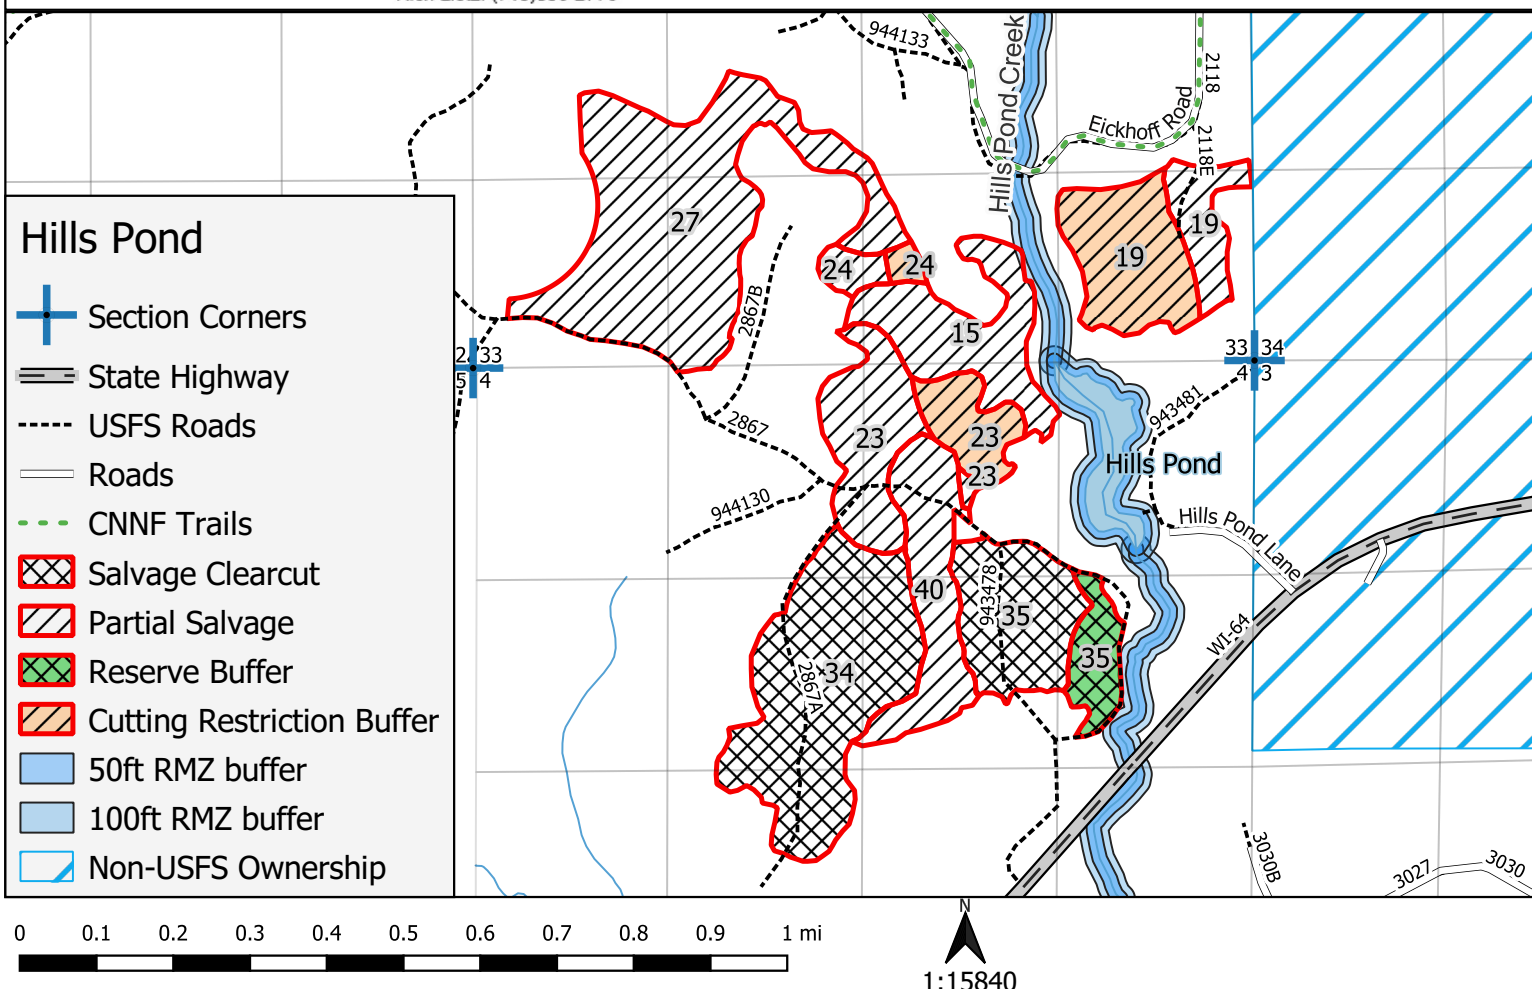 944133
Hills Pond Creek
2118
Eickhoff Road
2118E
27
19
19
24
24
2867B
15
33 34
4 3
33
5 4
943481
2867
23
23
23
Hills Pond
944130
Hills Pond Lane
943478
40
35
35
34
2867A
WI-64
3030B
3027
3030
Hills Pond
Section Corners
State Highway
USFS Roads
Roads
CNNF Trails
Salvage Clearcut
Partial Salvage
Reserve Buffer
Cutting Restriction Buffer
50ft RMZ buffer
100ft RMZ buffer
Non-USFS Ownership
0 0.1 0.2 0.3 0.4 0.5 0.6 0.7 0.8 0.9 1 mi
N
1:15840